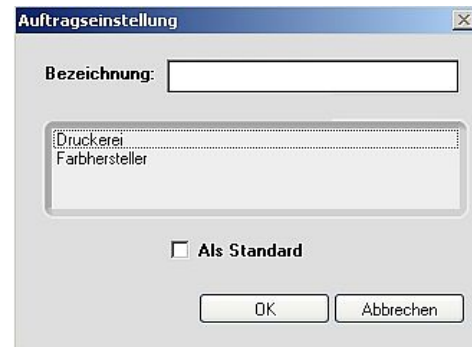 Auftragseinstellung
Bezeichnung:
Druckerei
Farbhersteller
Als Standard
OK Abbrechen